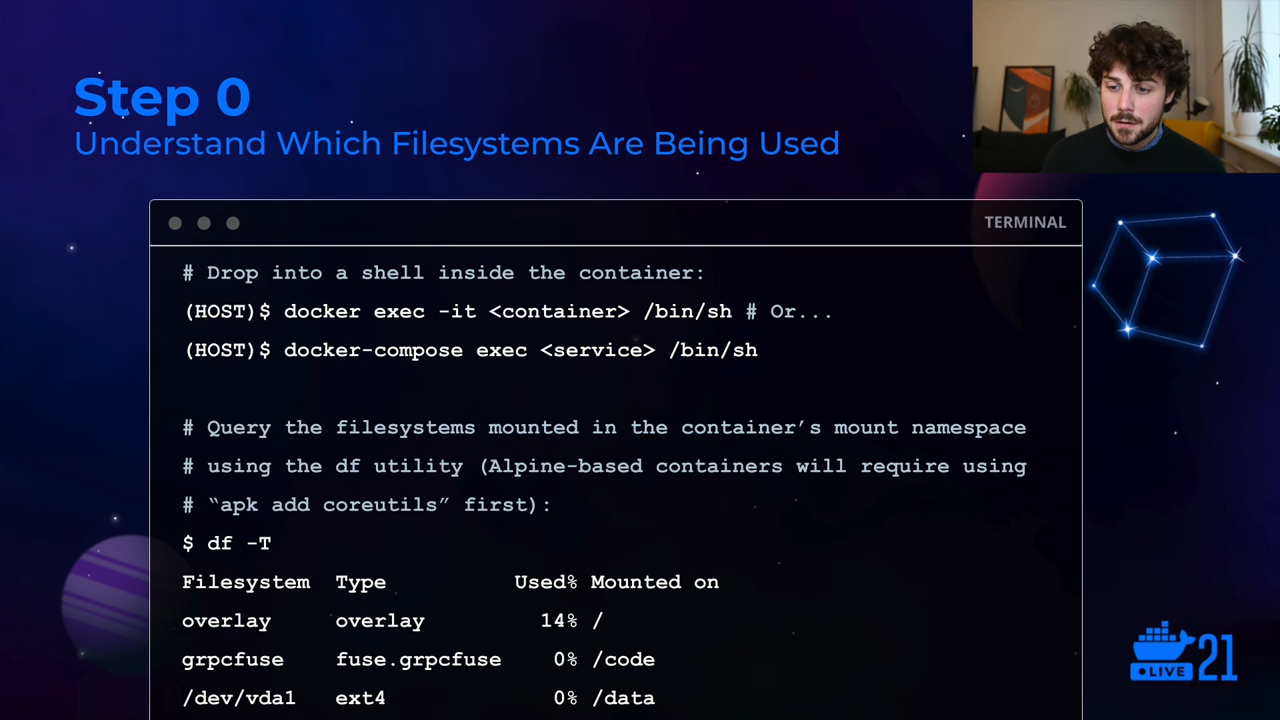 Step 0
Understand Which Filesystems Are Being Used
TERMINAL
# Drop into a shell inside the container:
(HOST)$ docker exec -it <container> /bin/sh # Or...
(HOST)$ docker-compose exec <service> /bin/sh
# Query the filesystems mounted in the container’s mount namespace
# using the df utility (Alpine-based containers will require using
# “apk add coreutils” first):
$ df -T
Filesystem Type Used% Mounted on
overlay overlay 14% /
grpcfuse fuse.grpcfuse 0% /code
/dev/vda1 ext4 0% /data
LIVE 21